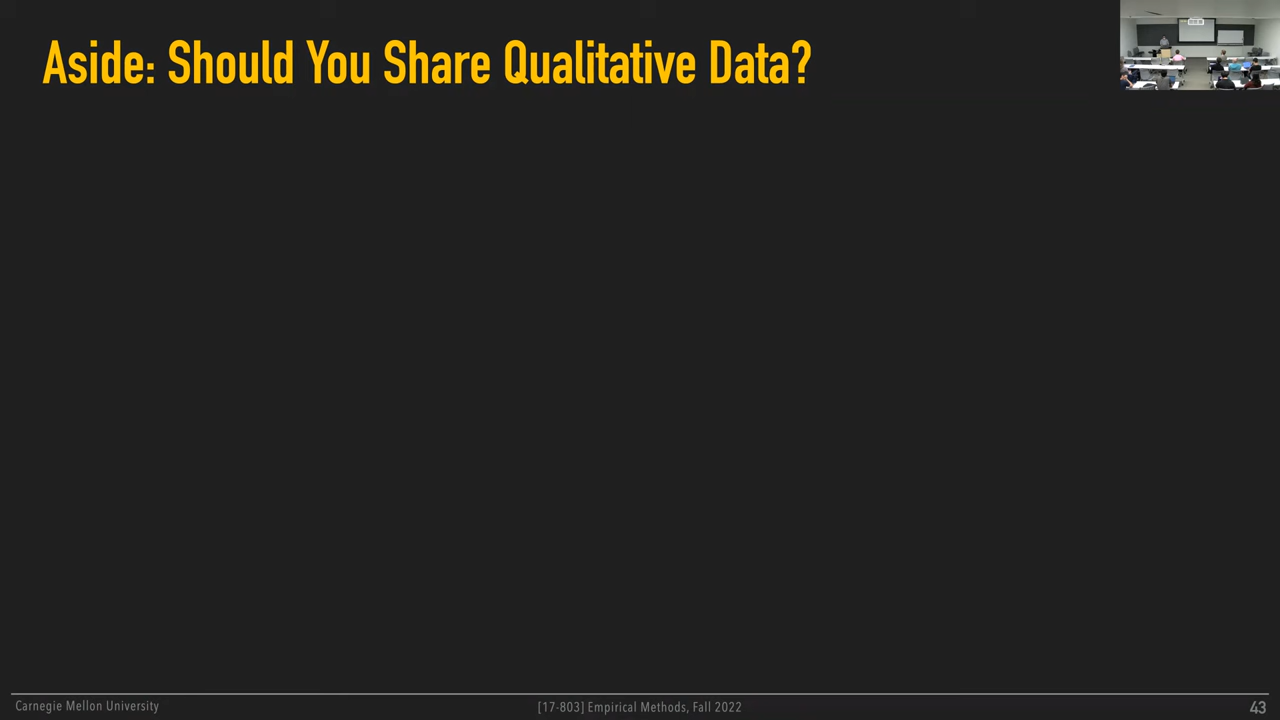 Aside: Should You Share Qualitative Data?
Carnegie Mellon University
[17-803] Empirical Methods, Fall 2022
43